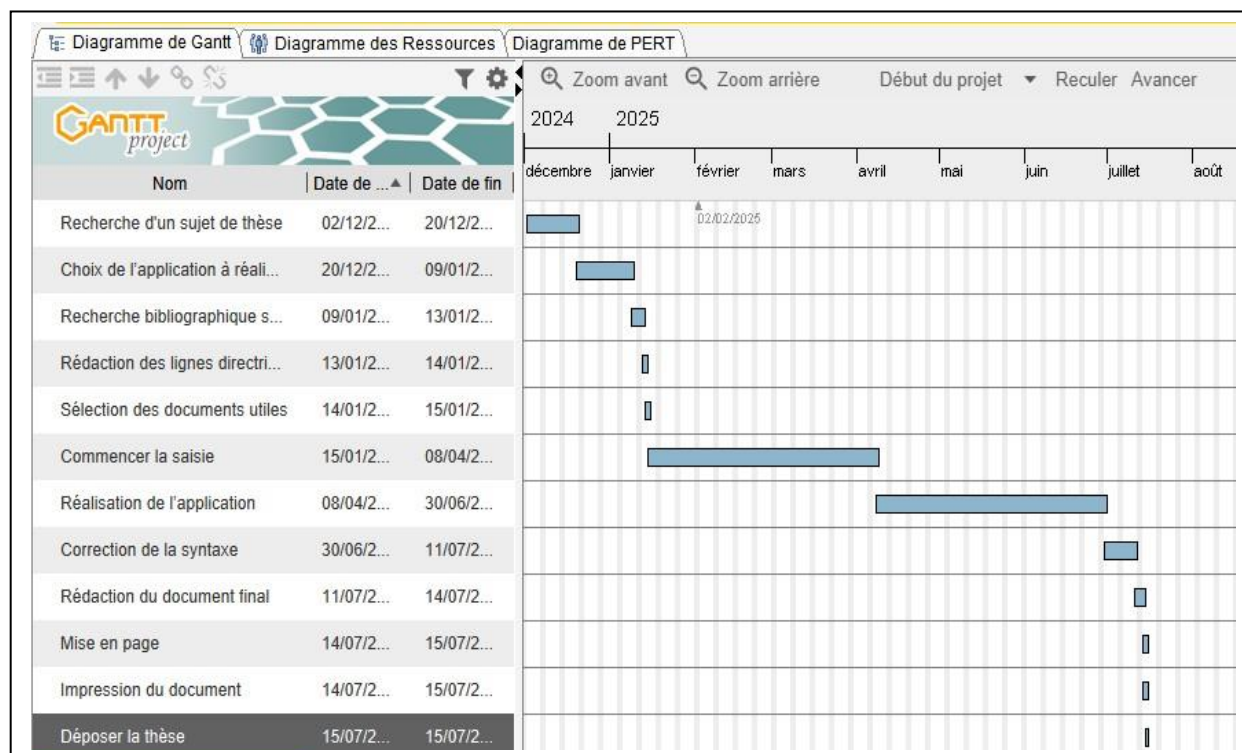 Diagramme de Gantt Diagramme des Ressources Diagramme de PERT
Zoom avant Zoom arrière Début du projet Reculer Avancer
GANTT project
2024 2025
décembre janvier février mars avril mai juin juillet août
Nom Date de ... Date de fin
02/02/2025
Recherche d'un sujet de thèse 02/12/2... 20/12/2...
Choix de l'application à réali... 20/12/2... 09/01/2...
Recherche bibliographique s... 09/01/2... 13/01/2...
Rédaction des lignes directri... 13/01/2... 14/01/2...
Sélection des documents utiles 14/01/2... 15/01/2...
Commencer la saisie 15/01/2... 08/04/2...
Réalisation de l'application 08/04/2... 30/06/2...
Correction de la syntaxe 30/06/2... 11/07/2...
Rédaction du document final 11/07/2... 14/07/2...
Mise en page 14/07/2... 15/07/2...
Impression du document 14/07/2... 15/07/2...
Déposer la thèse 15/07/2... 15/07/2...